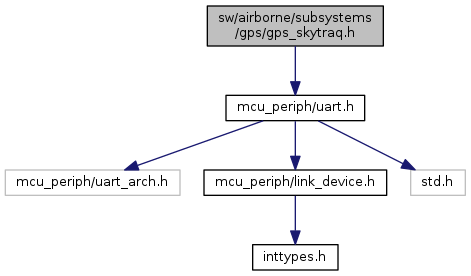 sw/airborne/subsystems
/gps/gps_skytraq.h
mcu_periph/uart.h
mcu_periph/uart_arch.h
mcu_periph/link_device.h
std.h
inttypes.h